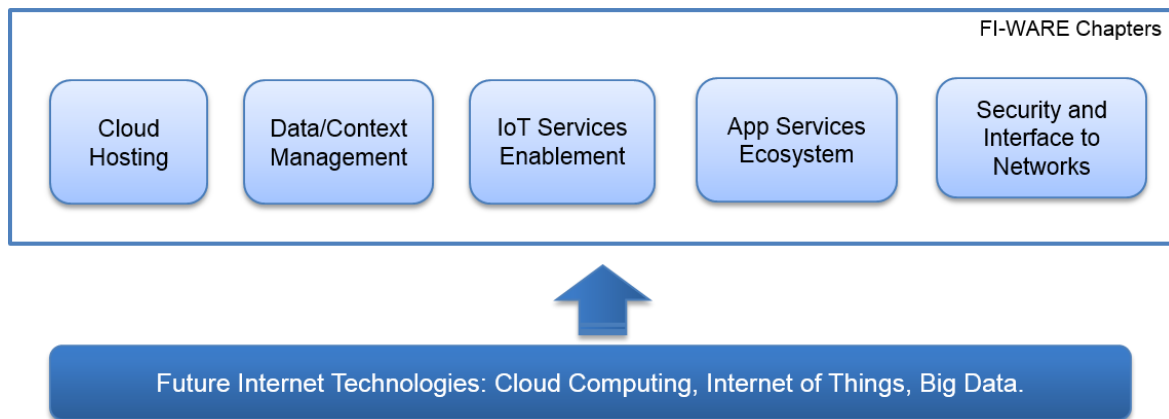 FI-WARE Chapters
Cloud
Hosting
Data/Context
Management
IoT Services
Enablement
App Services
Ecosystem
Security and
Interface to
Networks
Future Internet Technologies: Cloud Computing, Internet of Things, Big Data.